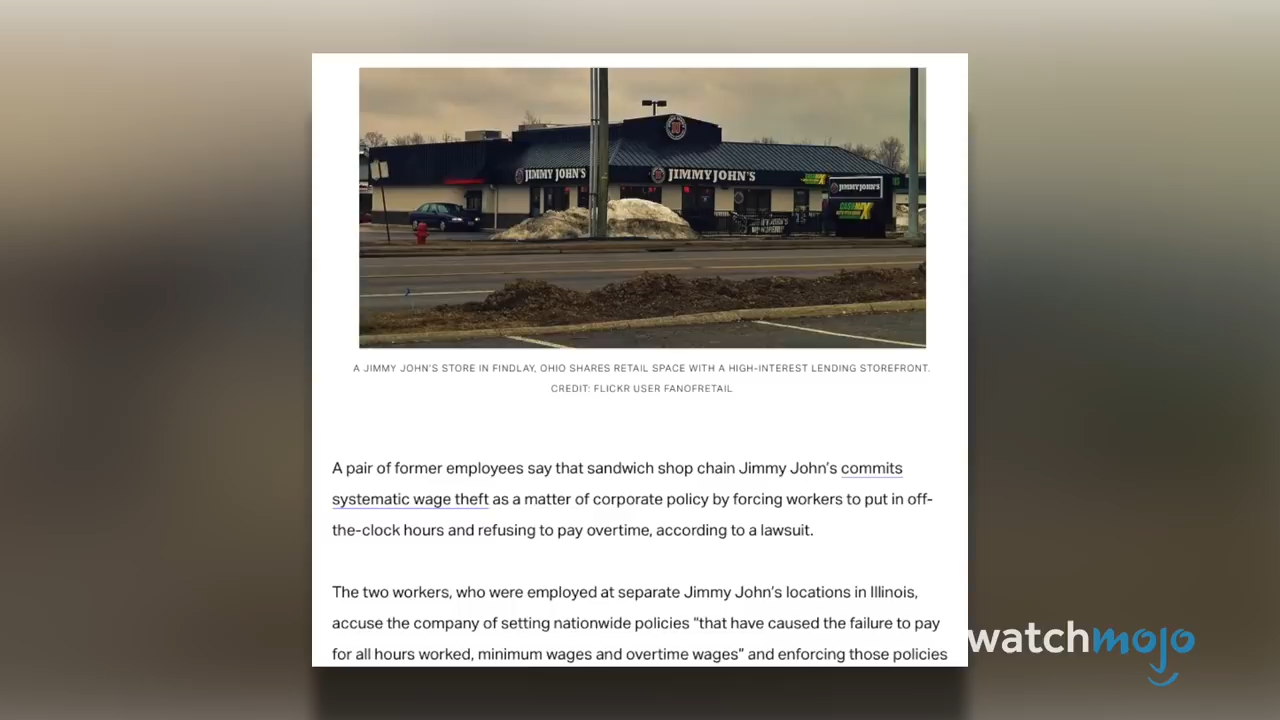 JIMMY JOHN'S
JIMMY JOHN'S
JIMMY JOHN'S
A JIMMY JOHN'S STORE IN FINDLAY, OHIO SHARES RETAIL SPACE WITH A HIGH-INTEREST LENDING STOREFRONT.
CREDIT: FLICKR USER FANOFRETAIL
A pair of former employees say that sandwich shop chain Jimmy John's commits
systematic wage theft as a matter of corporate policy by forcing workers to put in off-
the-clock hours and refusing to pay overtime, according to a lawsuit.
The two workers, who were employed at separate Jimmy John's locations in Illinois,
accuse the company of setting nationwide policies "that have caused the failure to pay
for all hours worked, minimum wages and overtime wages" and enforcing those policies
watchmojo